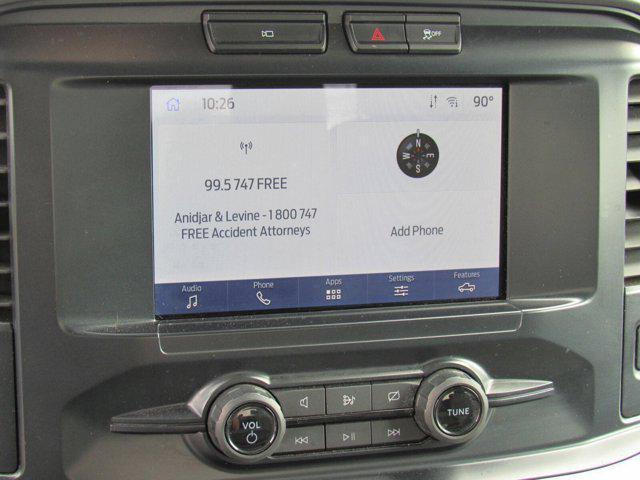 OFF
10:26
90°
99.5 747 FREE
Anidjar & Levine - 1 800 747
FREE Accident Attorneys
N
W E
S
Add Phone
Audio
Phone
Apps
Settings
Features
VOL
TUNE